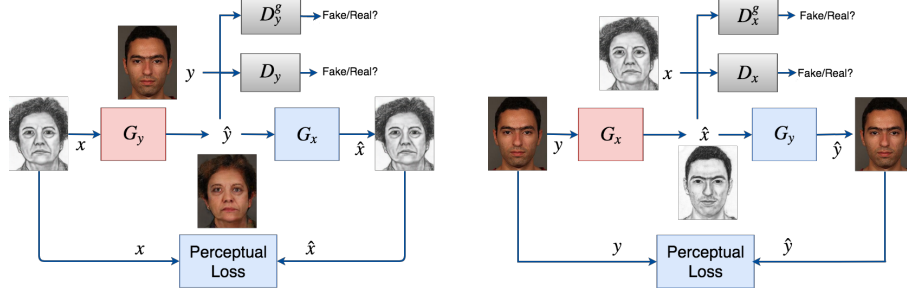 D_y^g
Fake/Real?
y
D_y
Fake/Real?
x
G_y
ŷ
G_x
x̂
x
x̂
Perceptual
Loss
D_x^g
Fake/Real?
x
D_x
Fake/Real?
y
G_x
x̂
G_y
ŷ
y
ŷ
Perceptual
Loss